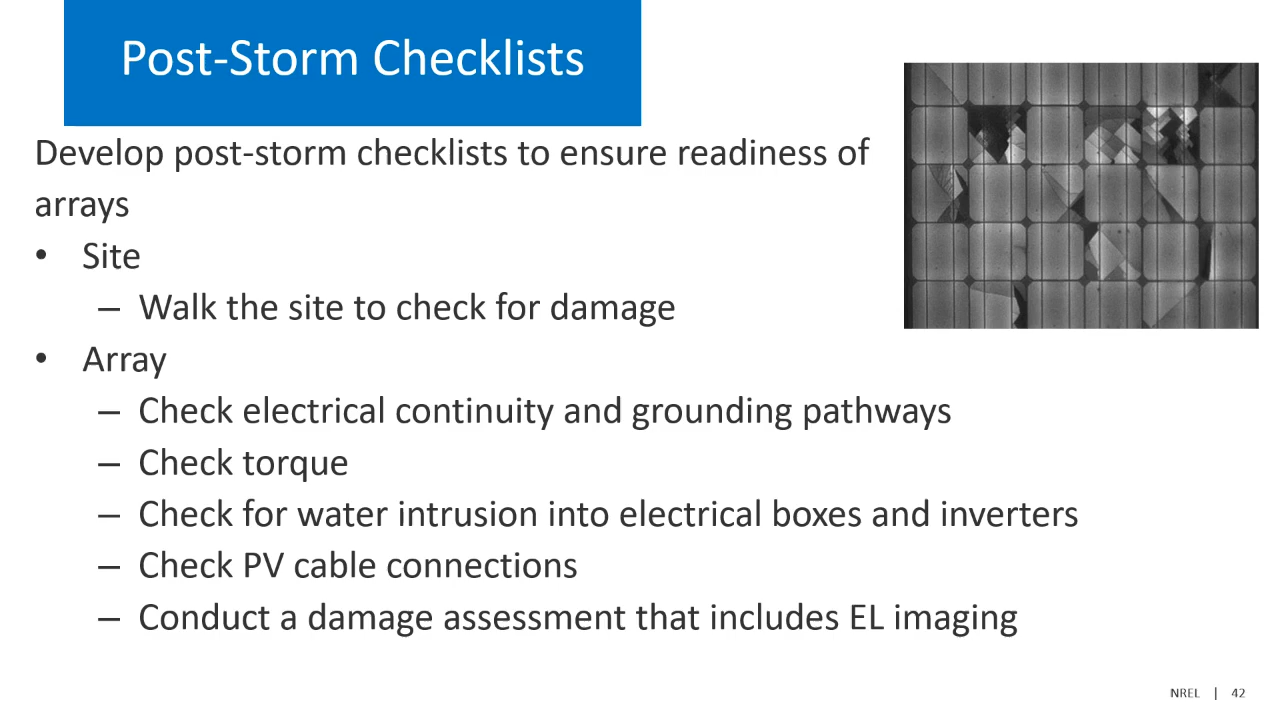 Post-Storm Checklists
Develop post-storm checklists to ensure readiness of
arrays
• Site
– Walk the site to check for damage
• Array
– Check electrical continuity and grounding pathways
– Check torque
– Check for water intrusion into electrical boxes and inverters
– Check PV cable connections
– Conduct a damage assessment that includes EL imaging
NREL | 42